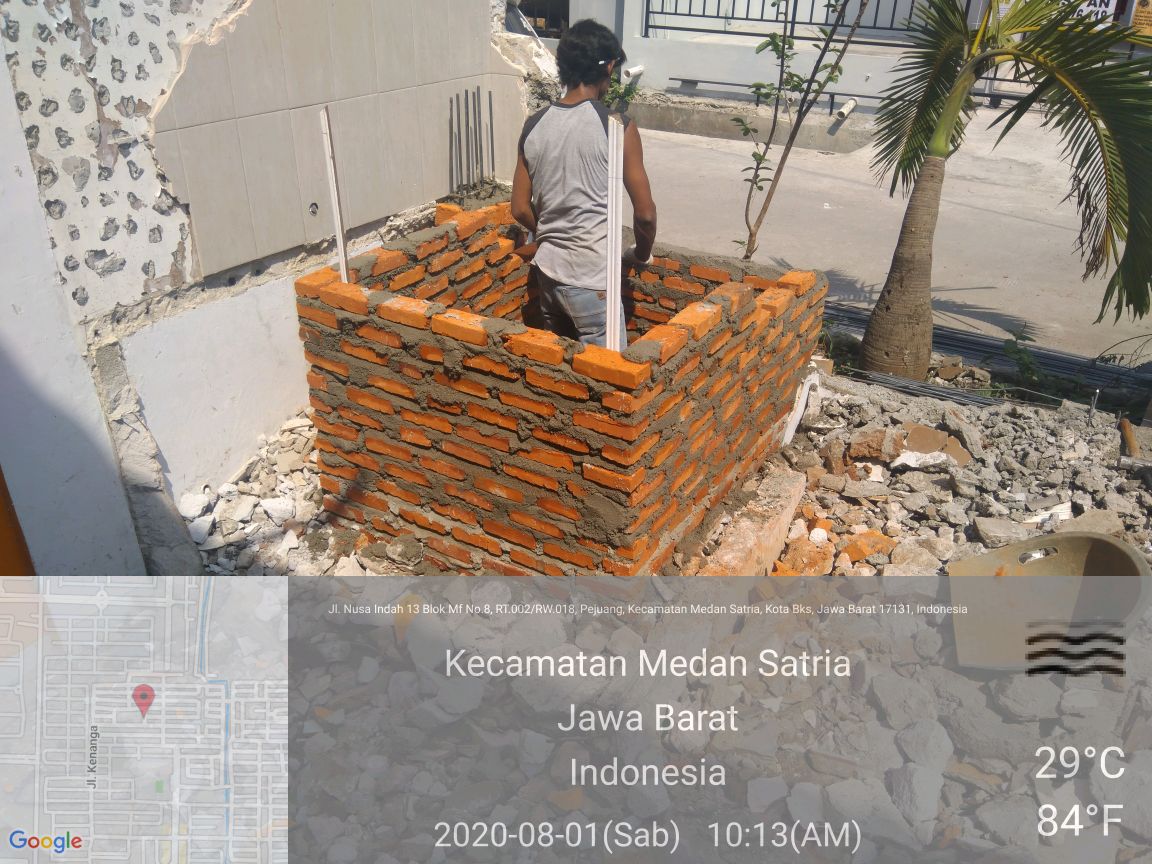 AN
Jl. Nusa Indah 13 Blok Mf No.8, RT.002/RW.018, Pejuang, Kecamatan Medan Satria, Kota Bks, Jawa Barat 17131, Indonesia
Kecamatan Medan Satria
Jawa Barat
Indonesia
29°C
84°F
2020-08-01(Sab) 10:13(AM)
Jl. Kenanga
Google